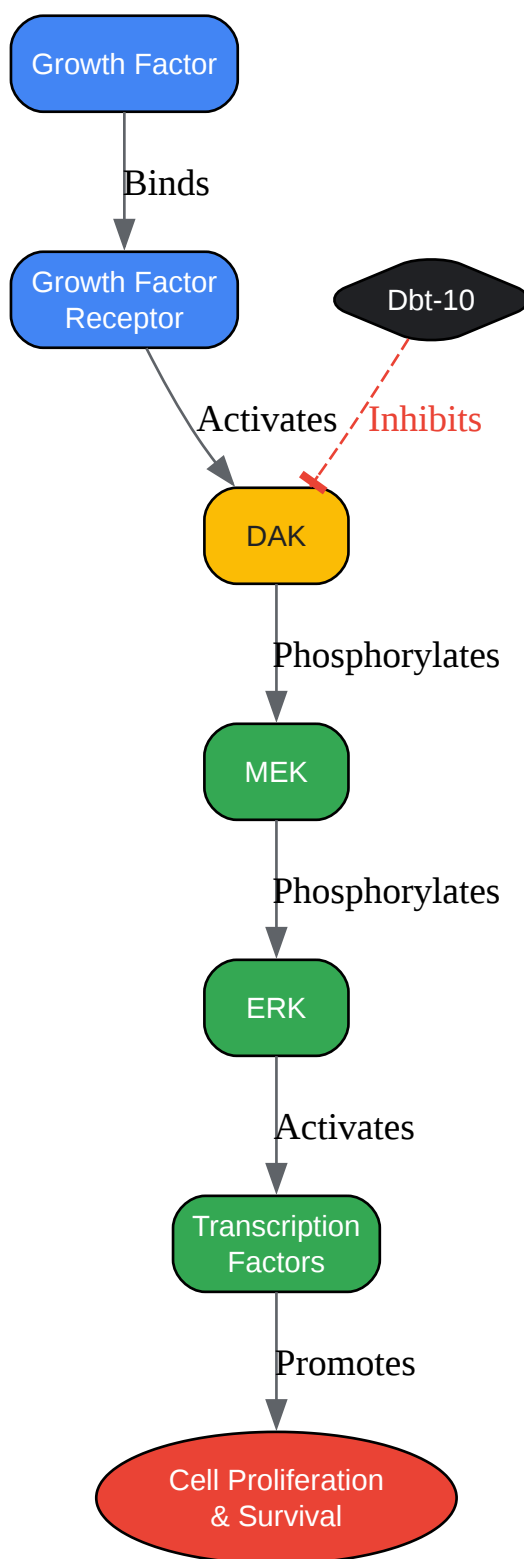 Growth Factor
Binds
Growth Factor
Receptor
Dbt-10
Activates
Inhibits
DAK
Phosphorylates
MEK
Phosphorylates
ERK
Activates
Transcription
Factors
Promotes
Cell Proliferation
& Survival